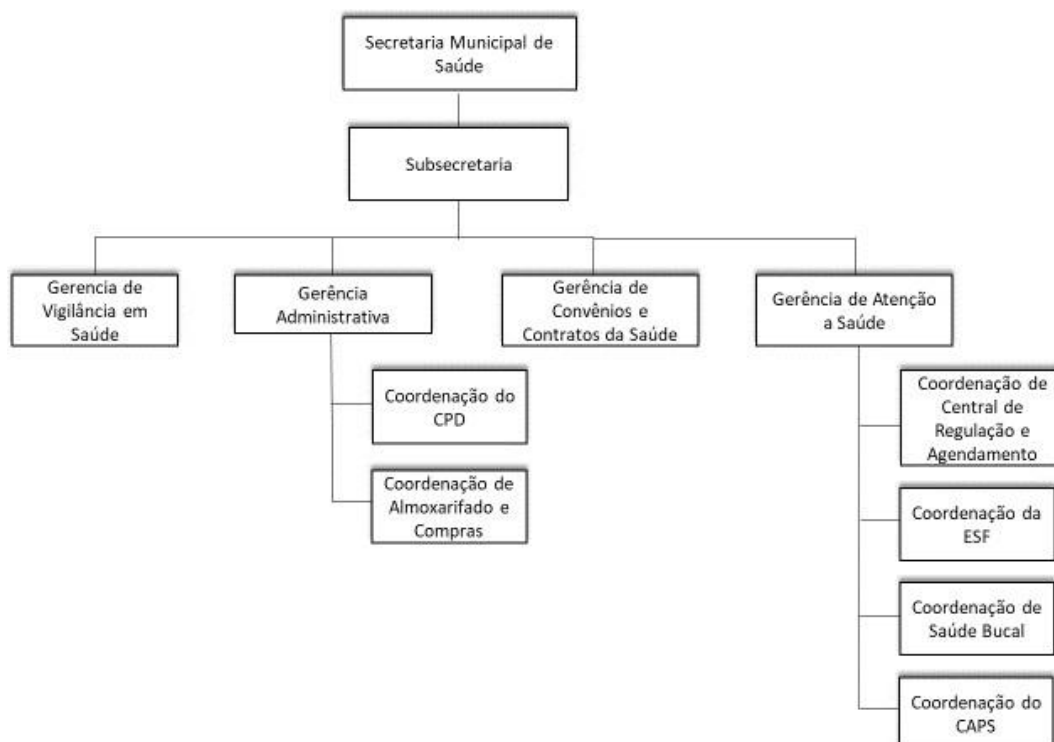 Secretaria Municipal de
Saúde
Subsecretaria
Gerencia de
Vigilância em
Saúde
Gerência
Administrativa
Gerência de
Convênios e
Contratos da Saúde
Gerência de Atenção
a Saúde
Coordenação do
CPD
Coordenação de
Almoxarifado e
Compras
Coordenação de
Central de
Regulação e
Agendamento
Coordenação da
ESF
Coordenação de
Saúde Bucal
Coordenação do
CAPS